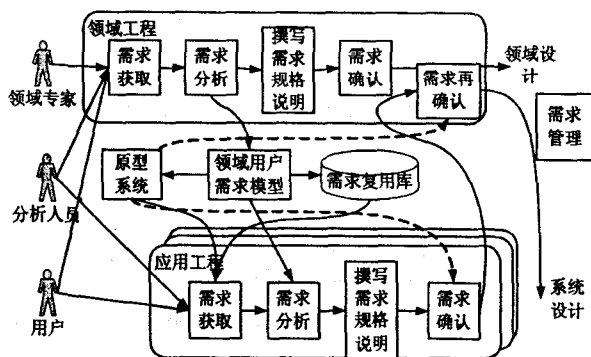 领域工程
需求
获取
需求
分析
撰写
需求
规格
说明
需求
确认
需求再
确认
领域设
计
领域专家
需求
管理
原型
系统
领域用户
需求模型
需求复用库
分析人员
应用工程
需求
获取
需求
分析
撰写
需求
规格
说明
需求
确认
系统
设计
用户